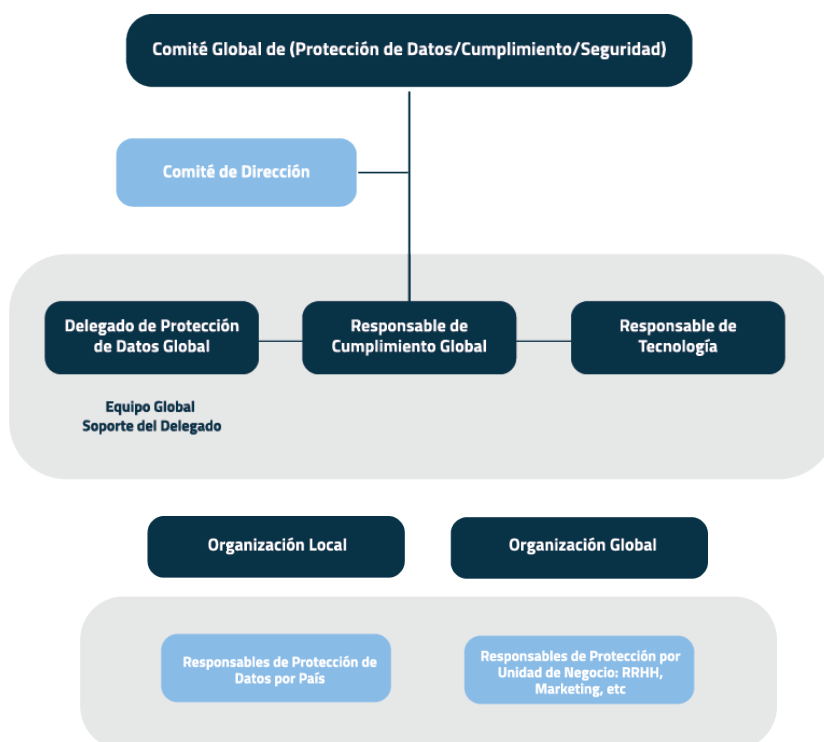 Comité Global de (Protección de Datos/Cumplimiento/Seguridad)
Comité de Dirección
Delegado de Protección
de Datos Global
Responsable de
Cumplimiento Global
Responsable de
Tecnología
Equipo Global
Soporte del Delegado
Organización Local
Organización Global
Responsables de Protección de
Datos por País
Responsables de Protección por
Unidad de Negocio: RRHH,
Marketing, etc